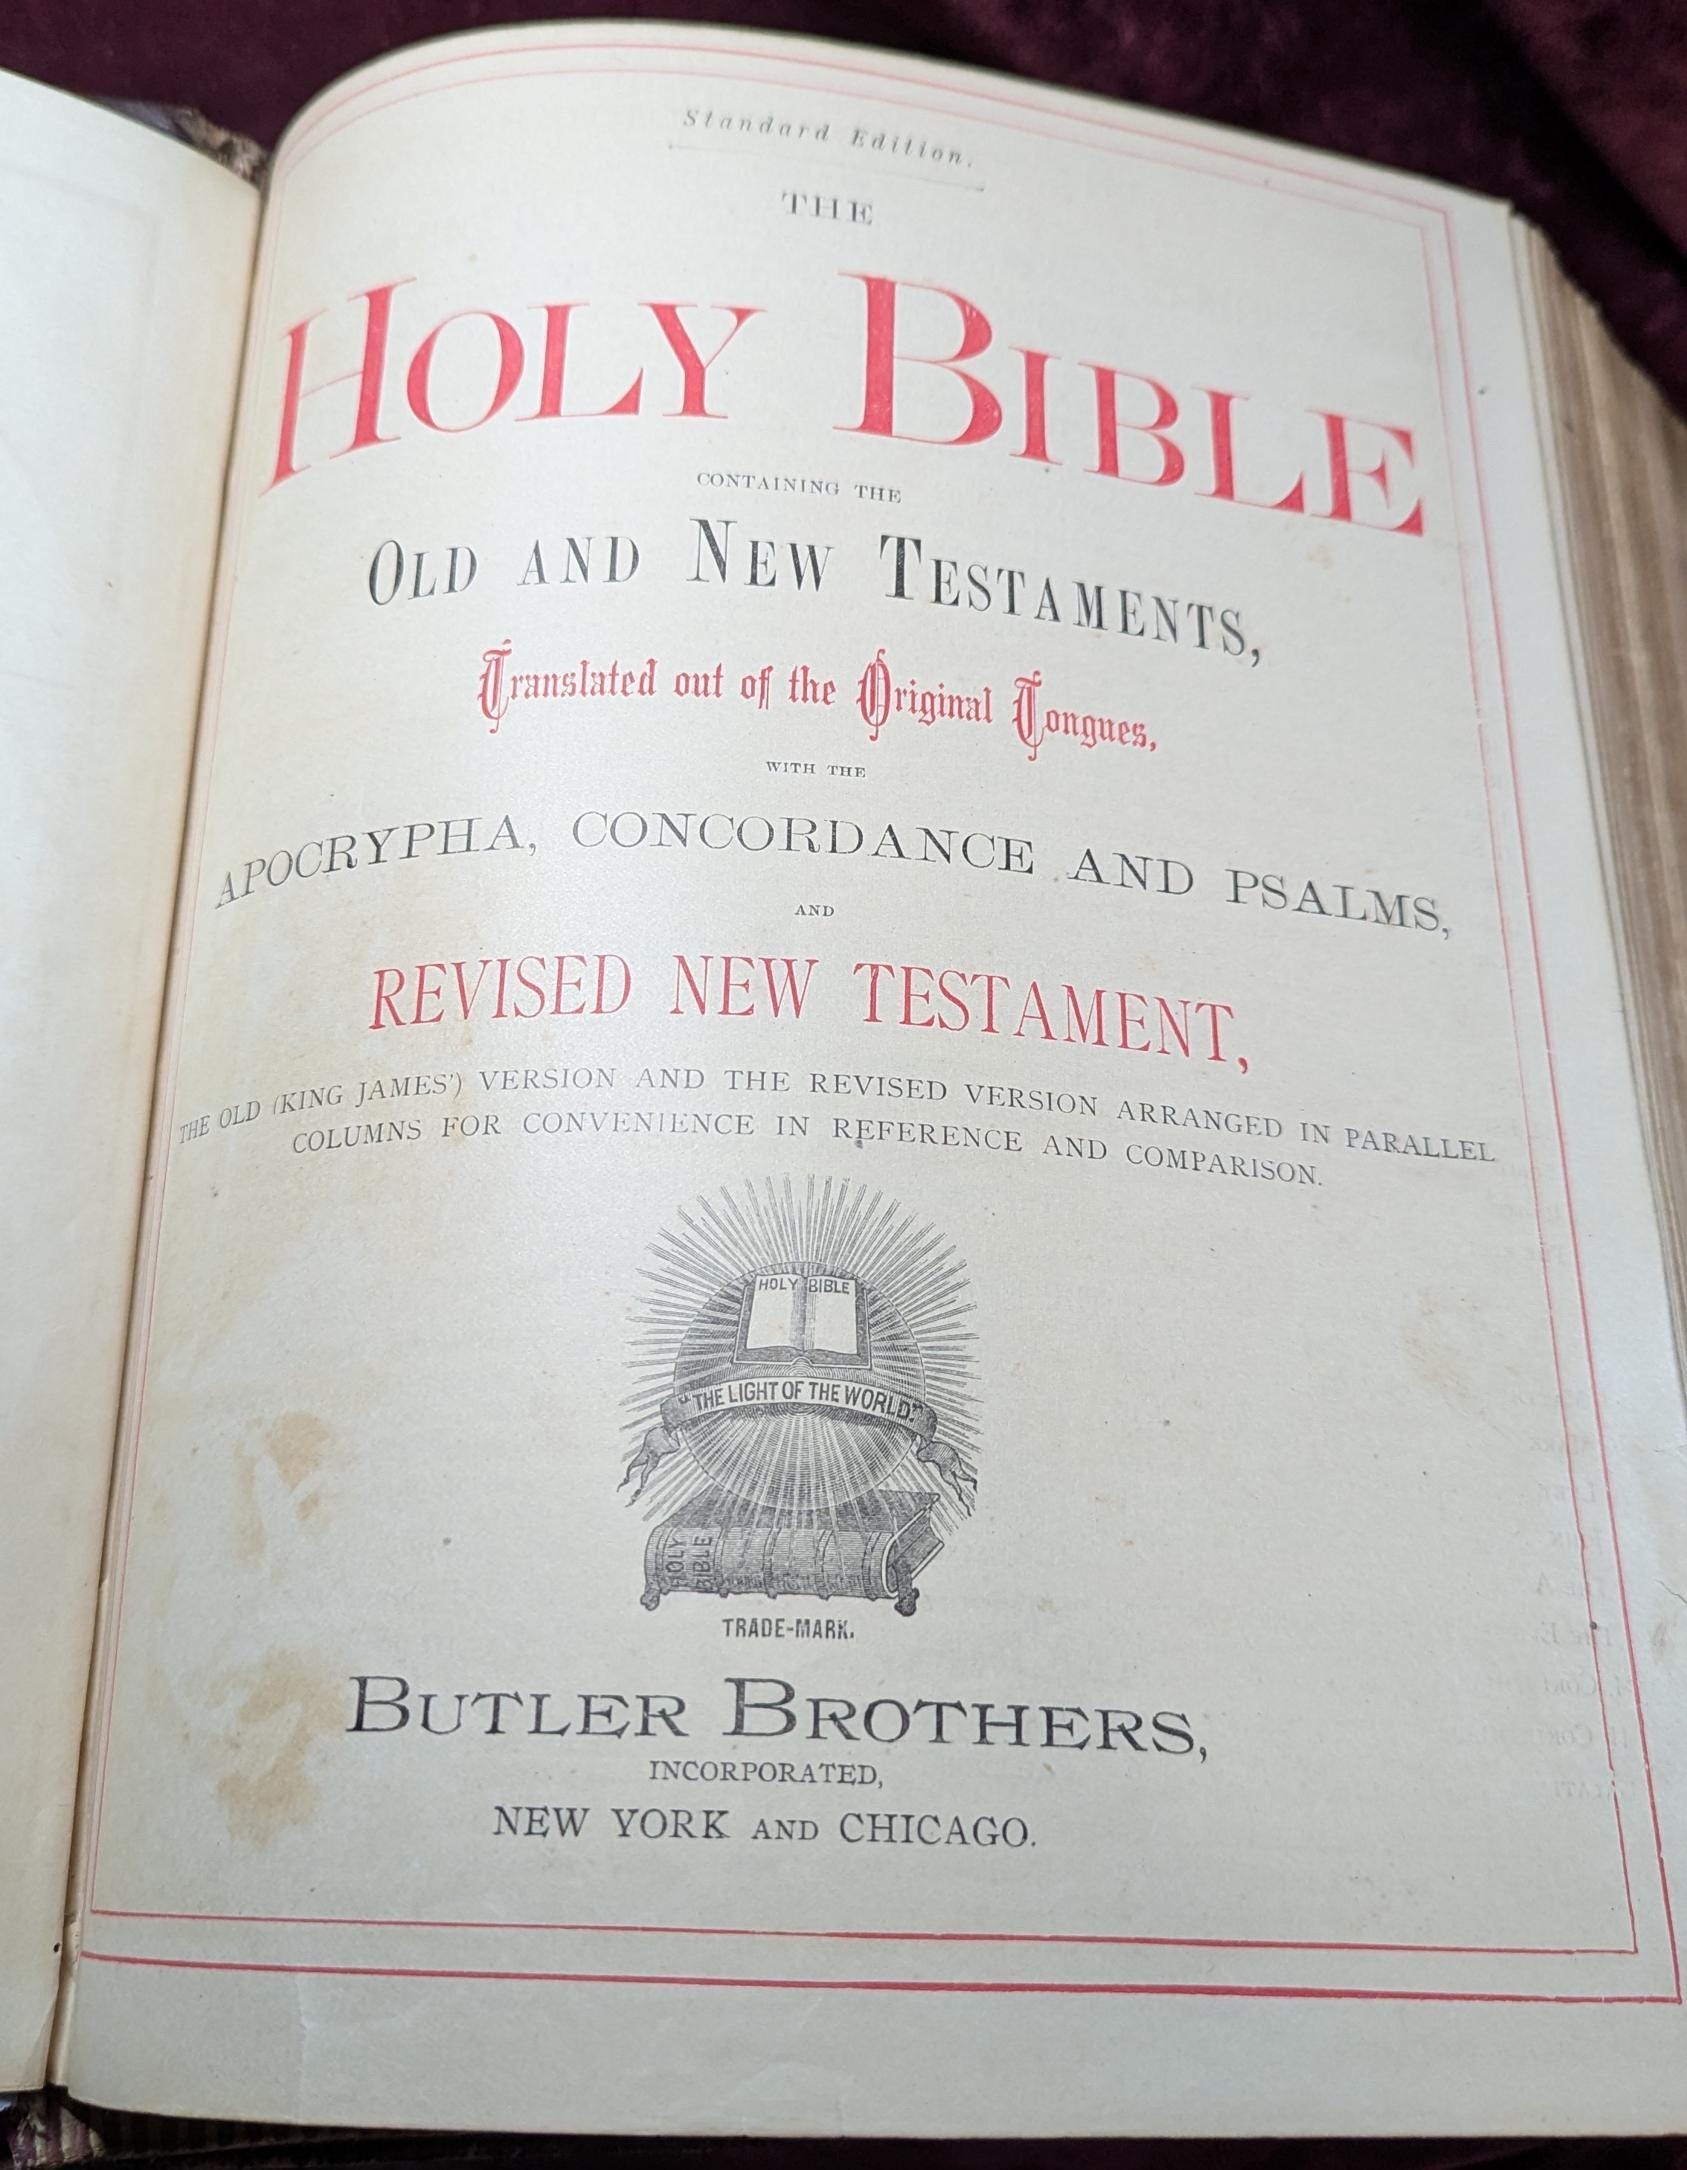 Standard Edition.
THE
HOLY BIBLE
CONTAINING THE
OLD AND NEW TESTAMENTS,
Translated out of the Original Tongues,
WITH THE
APOCRYPHA, CONCORDANCE AND PSALMS,
AND
REVISED NEW TESTAMENT,
THE OLD (KING JAMES') VERSION AND THE REVISED VERSION ARRANGED IN PARALLEL
COLUMNS FOR CONVENIENCE IN REFERENCE AND COMPARISON.
HOLY BIBLE
"THE LIGHT OF THE WORLD."
HOLY
BIBLE
TRADE-MARK.
BUTLER BROTHERS,
INCORPORATED,
NEW YORK AND CHICAGO.